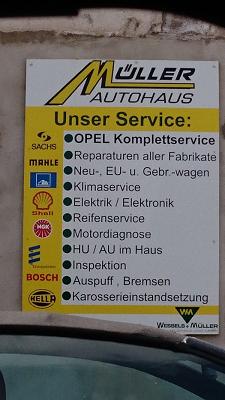 MÜLLER
AUTOHAUS
Unser Service:
OPEL Komplettservice
Reparaturen aller Fabrikate
Neu-, EU- u. Gebr.-wagen
Klimaservice
Elektrik / Elektronik
Reifenservice
Motordiagnose
HU / AU im Haus
Inspektion
Auspuff , Bremsen
Karosserieinstandsetzung
SACHS
MAHLE
Shell
NGK
BOSCH
HELLA
WM
WESSELS + MÜLLER